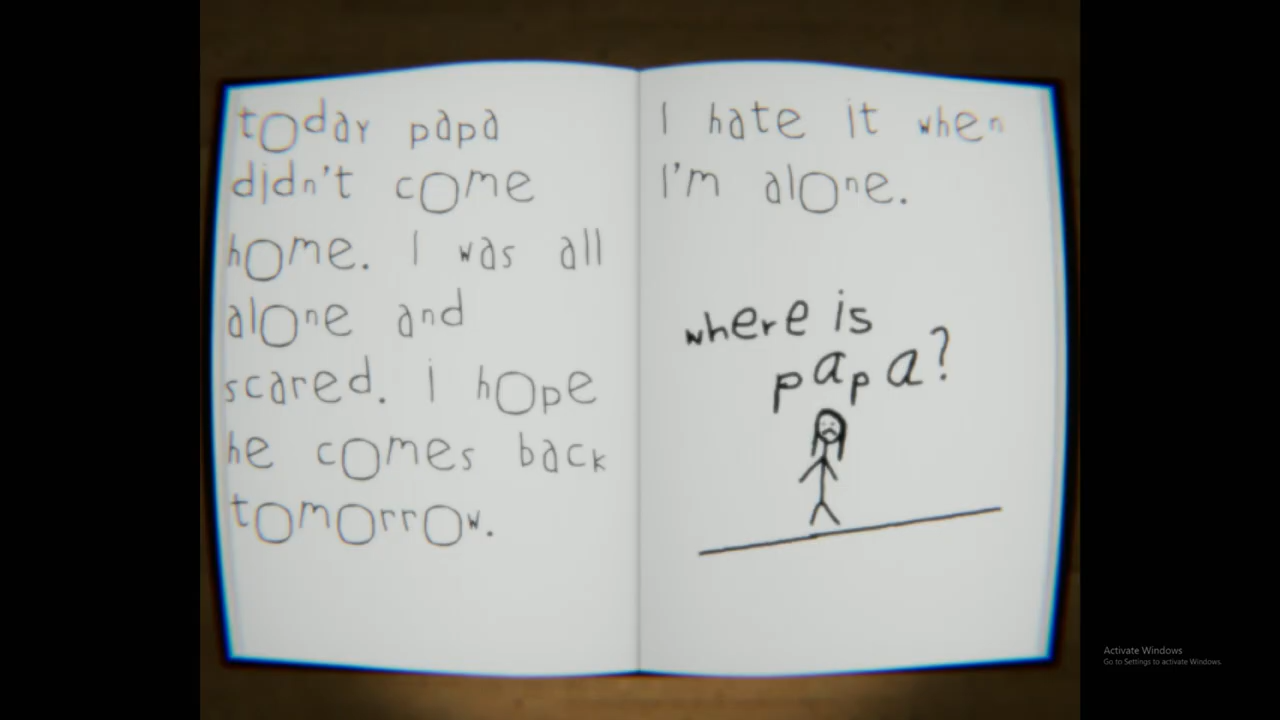 today papa
didn't come
home. I was all
alone and
scared. i hope
he comes back
tomorrow.
I hate it when
I'm alone.
where is
papa?
Activate Windows
Go to Settings to activate Windows.